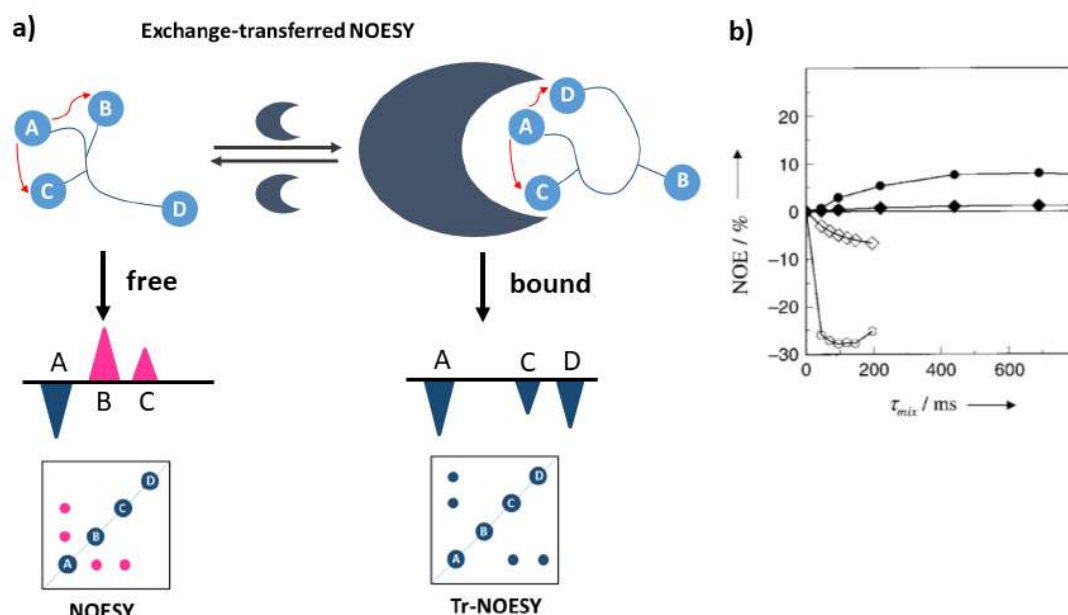 a)
Exchange-transferred NOESY
b)
A
B
C
D
D
A
C
B
free
bound
A
B
C
A
C
D
A
B
C
D
NOESY
A
B
C
D
Tr-NOESY
NOE / %
20
10
0
−10
−20
−30
0
200
400
600
τmix / ms